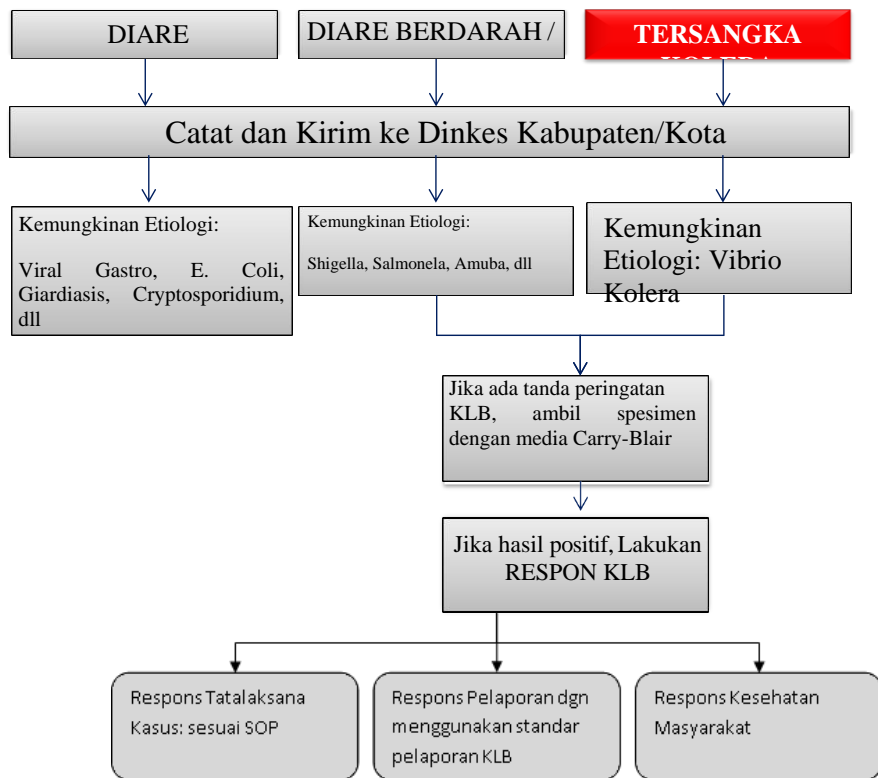 DIARE
DIARE BERDARAH /
TERSANGKA
Catat dan Kirim ke Dinkes Kabupaten/Kota
Kemungkinan Etiologi:
Viral Gastro, E. Coli,
Giardiasis, Cryptosporidium,
dll
Kemungkinan Etiologi:
Shigella, Salmonela, Amuba, dll
Kemungkinan
Etiologi: Vibrio
Kolera
Jika ada tanda peringatan
KLB, ambil spesimen
dengan media Carry-Blair
Jika hasil positif, Lakukan
RESPON KLB
Respons Tatalaksana
Kasus: sesuai SOP
Respons Pelaporan dgn
menggunakan standar
pelaporan KLB
Respons Kesehatan
Masyarakat